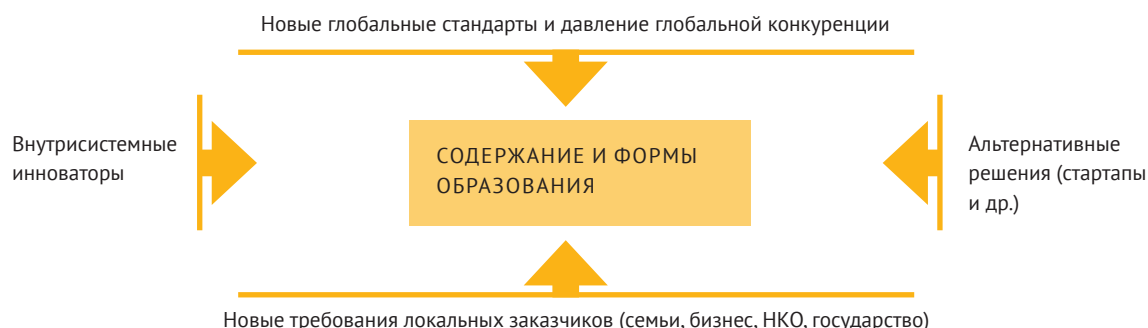 Новые глобальные стандарты и давление глобальной конкуренции
Внутрисистемные
инноваторы
СОДЕРЖАНИЕ И ФОРМЫ
ОБРАЗОВАНИЯ
Альтернативные
решения (стартапы
и др.)
Новые требования локальных заказчиков (семьи, бизнес, НКО, государство)